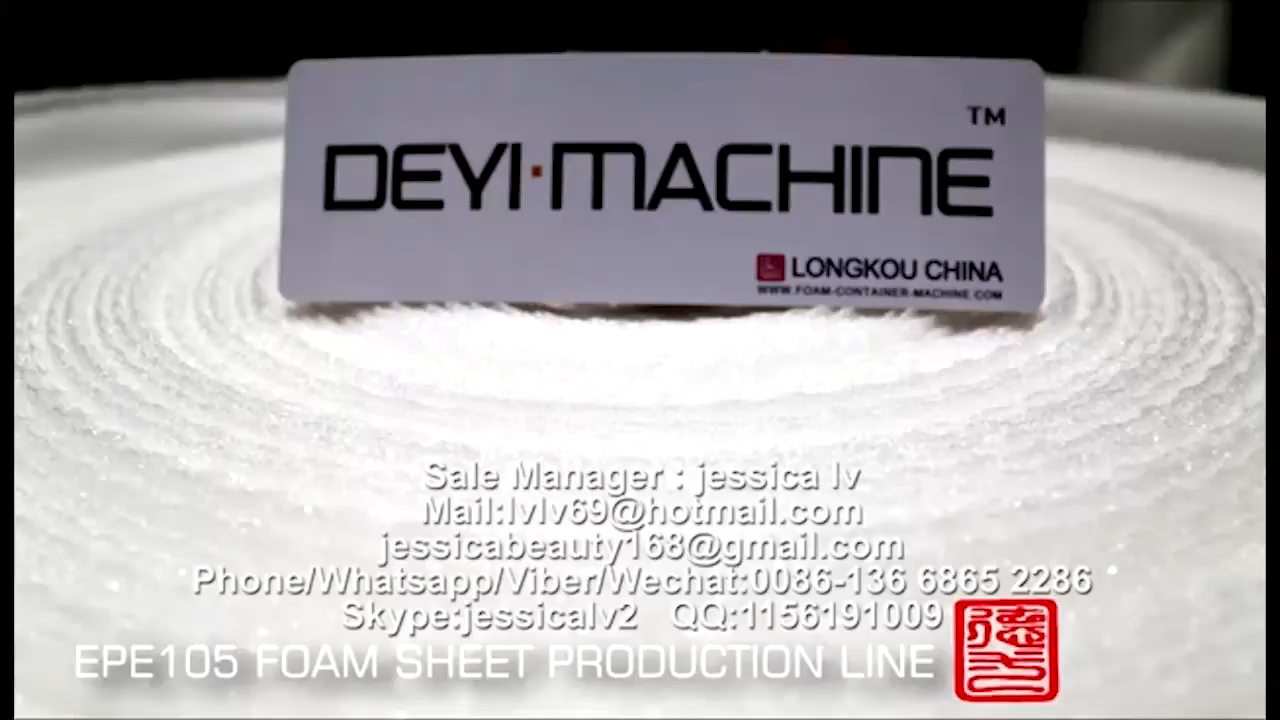 TM
DEYI·MACHINE
LONGKOU CHINA
WWW.FOAM-CONTAINER-MACHINE.COM
Sale Manager : jessica lv
Mail:lvlv69@hotmail.com
jessicabeauty168@gmail.com
Phone/Whatsapp/Viber/Wechat:0086-136 6865 2286
Skype:jessicalv2 QQ:1156191009
EPE105 FOAM SHEET PRODUCTION LINE